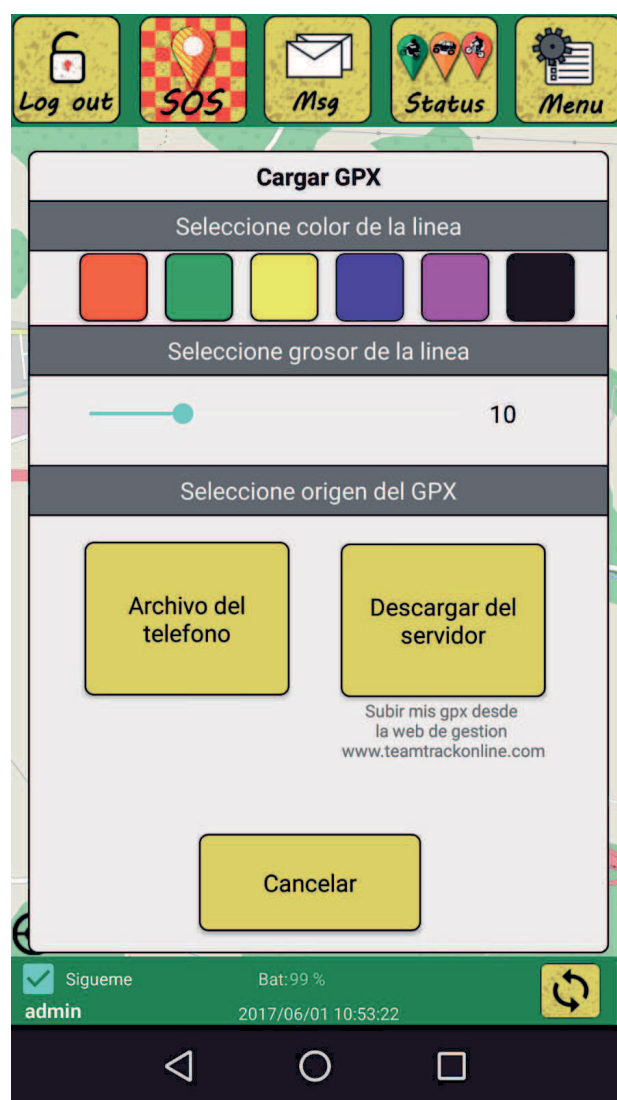 Log out
SOS
Msg
Status
Menu
Cargar GPX
Seleccione color de la linea
Seleccione grosor de la linea
10
Seleccione origen del GPX
Archivo del
telefono
Descargar del
servidor
Subir mis gpx desde
la web de gestion
www.teamtrackonline.com
Cancelar
Sigueme
Bat:99 %
admin
2017/06/01 10:53:22